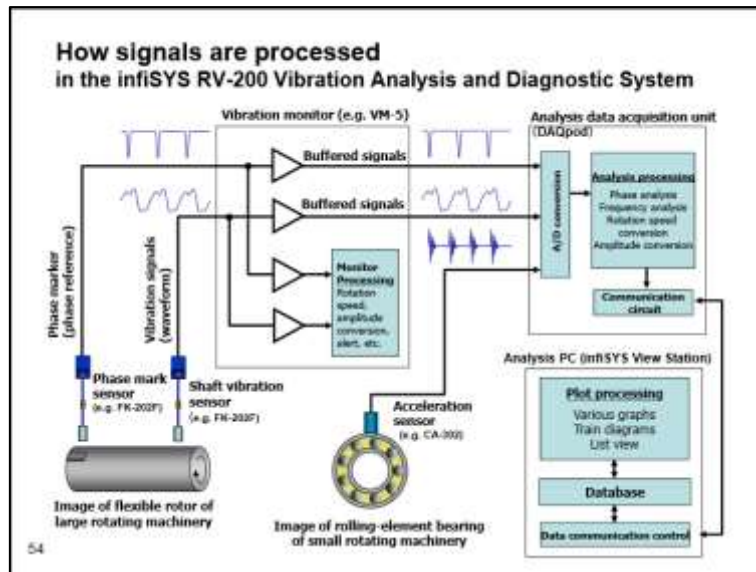 How signals are processed
in the infiSYS RV-200 Vibration Analysis and Diagnostic System
Vibration monitor (e.g. VM-5)
Analysis data acquisition unit
(DAQpod)
Buffered signals
Buffered signals
A/D conversion
Analysis processing
Phase analysis
Frequency analysis
Rotation speed
conversion
Amplitude conversion
Communication
circuit
Phase marker
(phase reference)
Vibration signals
(waveform)
Monitor
Processing
Rotation
speed,
amplitude
conversion,
alert, etc.
Phase mark
sensor
(e.g. FK-202F)
Shaft vibration
sensor
(e.g. FK-202F)
Acceleration
sensor
(e.g. CA-302)
Analysis PC (infiSYS View Station)
Plot processing
Various graphs
Train diagrams
List view
Database
Data communication control
Image of flexible rotor of
large rotating machinery
Image of rolling-element bearing
of small rotating machinery
54